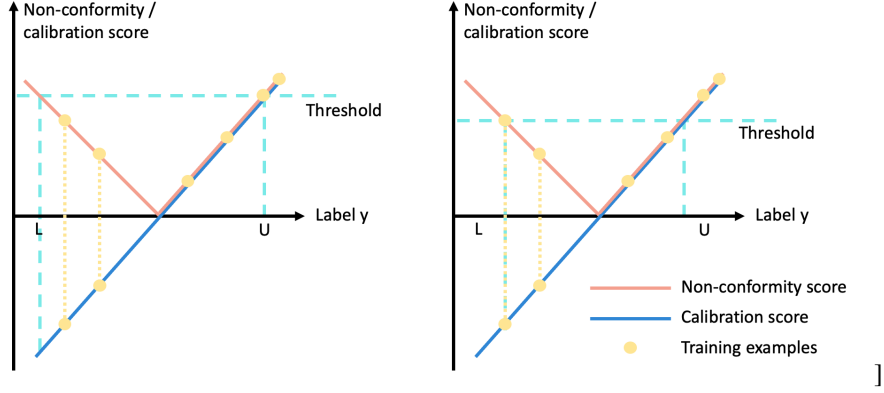 Non-conformity /
calibration score
Threshold
Label y
L
U
Non-conformity /
calibration score
Threshold
Label y
L
U
Non-conformity score
Calibration score
Training examples
]